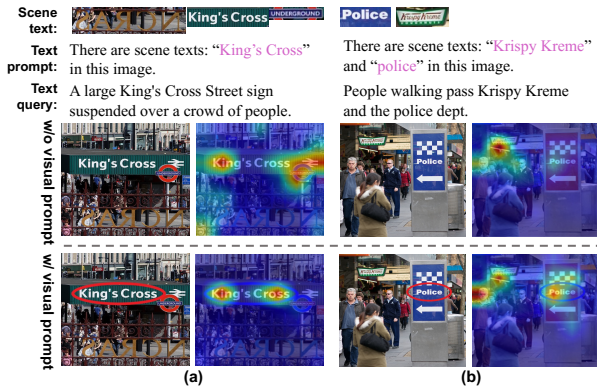 Scene text: King's Cross UNDERGROUND Police Krispy Kreme
Text prompt: There are scene texts: "King's Cross" in this image.
There are scene texts: "Krispy Kreme" and "police" in this image.
Text query: A large King's Cross Street sign suspended over a crowd of people.
People walking pass Krispy Kreme and the police dept.
w/o visual prompt
King's Cross
King's Cross
Police
Police
w/ visual prompt
King's Cross
King's Cross
Police
Police
(a)
(b)